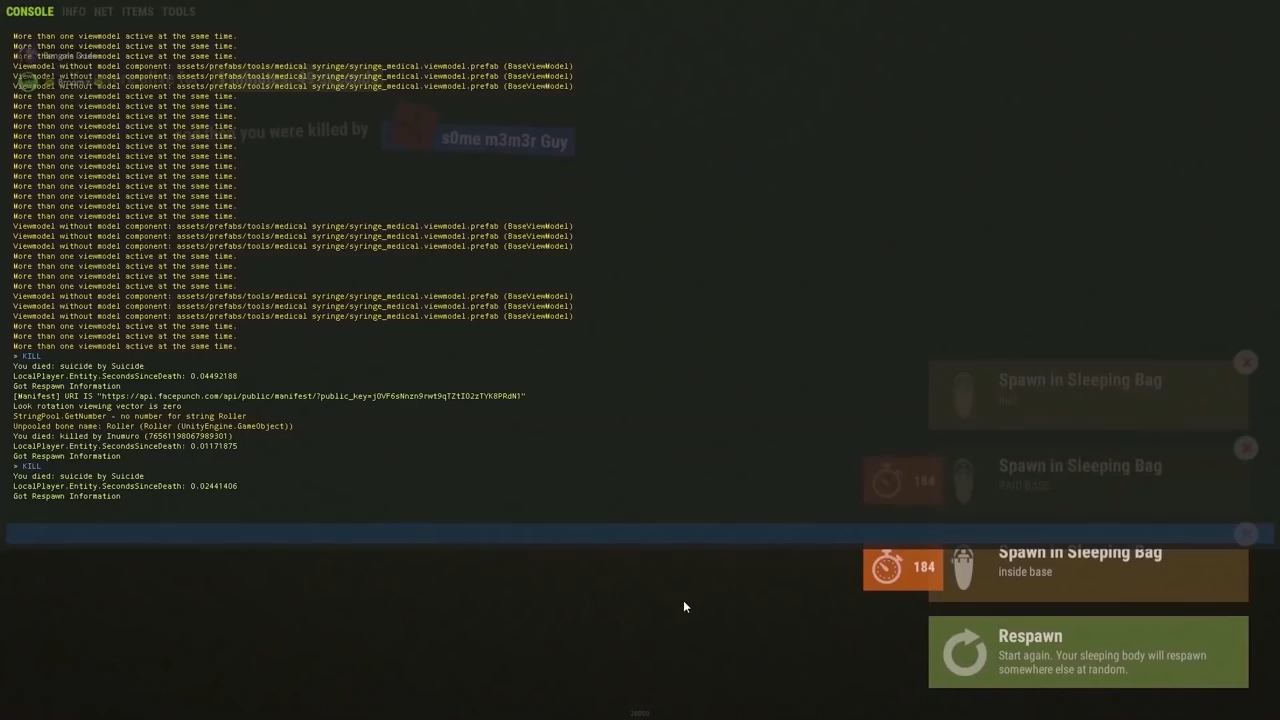 CONSOLE INFO NET ITEMS TOOLS
More than one viewmodel active at the same time.
More than one viewmodel active at the same time.
More than one viewmodel active at the same time.
Viewmodel without model component: assets/prefabs/tools/medical syringe/syringe_medical.viewmodel.prefab (BaseViewModel)
Viewmodel without model component: assets/prefabs/tools/medical syringe/syringe_medical.viewmodel.prefab (BaseViewModel)
Viewmodel without model component: assets/prefabs/tools/medical syringe/syringe_medical.viewmodel.prefab (BaseViewModel)
More than one viewmodel active at the same time.
More than one viewmodel active at the same time.
More than one viewmodel active at the same time.
More than one viewmodel active at the same time.
More than one viewmodel active at the same time.
More than one viewmodel active at the same time.
More than one viewmodel active at the same time.
More than one viewmodel active at the same time.
More than one viewmodel active at the same time.
More than one viewmodel active at the same time.
More than one viewmodel active at the same time.
More than one viewmodel active at the same time.
More than one viewmodel active at the same time.
Viewmodel without model component: assets/prefabs/tools/medical syringe/syringe_medical.viewmodel.prefab (BaseViewModel)
Viewmodel without model component: assets/prefabs/tools/medical syringe/syringe_medical.viewmodel.prefab (BaseViewModel)
Viewmodel without model component: assets/prefabs/tools/medical syringe/syringe_medical.viewmodel.prefab (BaseViewModel)
More than one viewmodel active at the same time.
More than one viewmodel active at the same time.
More than one viewmodel active at the same time.
More than one viewmodel active at the same time.
Viewmodel without model component: assets/prefabs/tools/medical syringe/syringe_medical.viewmodel.prefab (BaseViewModel)
Viewmodel without model component: assets/prefabs/tools/medical syringe/syringe_medical.viewmodel.prefab (BaseViewModel)
Viewmodel without model component: assets/prefabs/tools/medical syringe/syringe_medical.viewmodel.prefab (BaseViewModel)
More than one viewmodel active at the same time.
More than one viewmodel active at the same time.
More than one viewmodel active at the same time.
> KILL
You died: suicide by Suicide
LocalPlayer.Entity.SecondsSinceDeath: 0.04492188
Got Respawn Information
[Manifest] URI IS "https://api.facepunch.com/api/public/manifest/?public_key=j0VF6sNnzn9rwt9qTZtIO2zTYK8PRdN1"
Look rotation viewing vector is zero
StringPool.GetNumber - no number for string Roller
Unpooled bone name: Roller (Roller (UnityEngine.GameObject))
You died: killed by Inumuro (76561198067989301)
LocalPlayer.Entity.SecondsSinceDeath: 0.01171875
Got Respawn Information
> KILL
You died: suicide by Suicide
LocalPlayer.Entity.SecondsSinceDeath: 0.02441406
Got Respawn Information
you were killed by s0me m3m3r Guy
Spawn in Sleeping Bag
184 Spawn in Sleeping Bag
RAID BASE
184 Spawn in Sleeping Bag
inside base
Respawn
Start again. Your sleeping body will respawn
somewhere else at random.